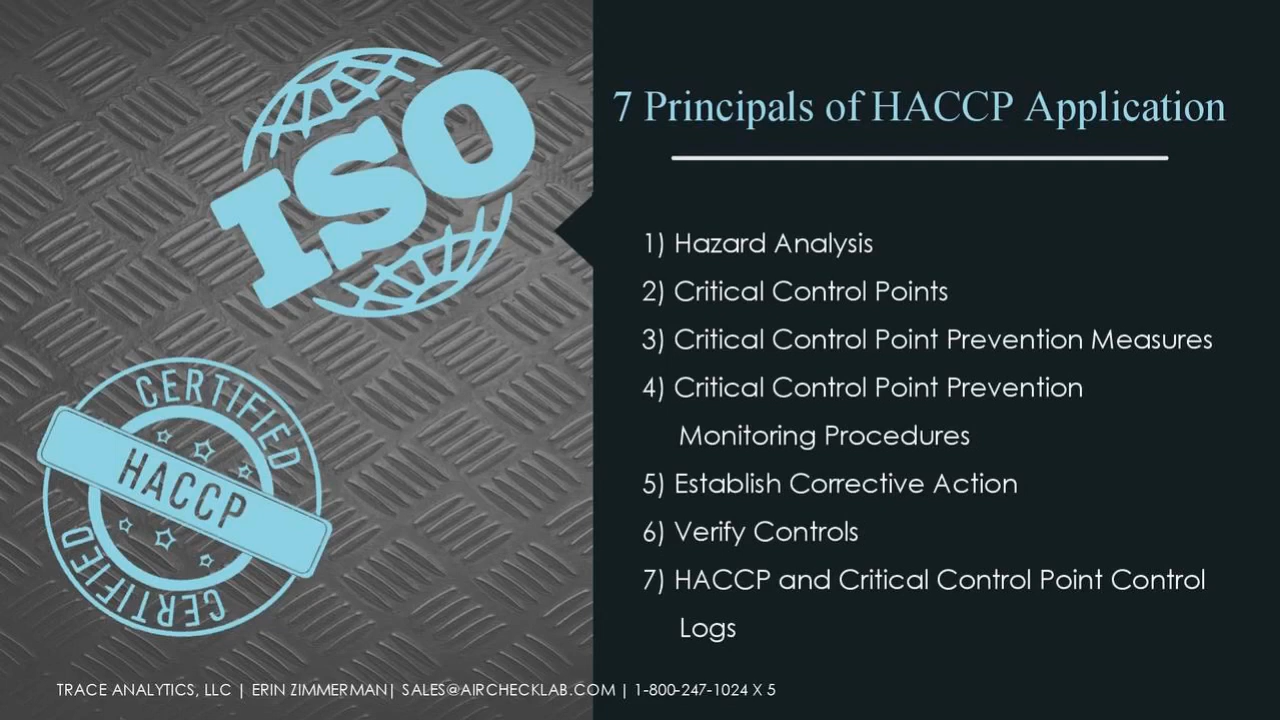 ISO
CERTIFIED
HACCP
CERTIFIED
7 Principals of HACCP Application
1) Hazard Analysis
2) Critical Control Points
3) Critical Control Point Prevention Measures
4) Critical Control Point Prevention
Monitoring Procedures
5) Establish Corrective Action
6) Verify Controls
7) HACCP and Critical Control Point Control
Logs
TRACE ANALYTICS, LLC | ERIN ZIMMERMAN| SALES@AIRCHECKLAB.COM | 1-800-247-1024 X 5